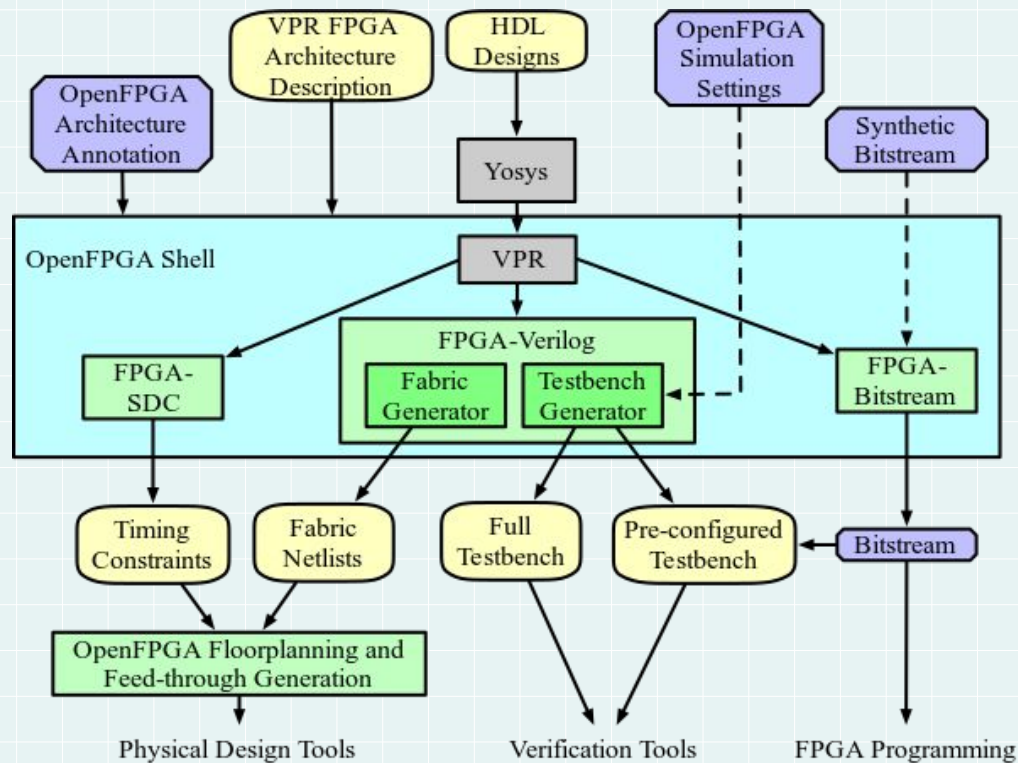 VPR FPGA
Architecture
Description
HDL
Designs
OpenFPGA
Simulation
Settings
OpenFPGA
Architecture
Annotation
Synthetic
Bitstream
Yosys
OpenFPGA Shell
VPR
FPGA-Verilog
FPGA-
SDC
Fabric
Generator
Testbench
Generator
FPGA-
Bitstream
Timing
Constraints
Fabric
Netlists
Full
Testbench
Pre-configured
Testbench
Bitstream
OpenFPGA Floorplanning and
Feed-through Generation
Physical Design Tools
Verification Tools
FPGA Programming